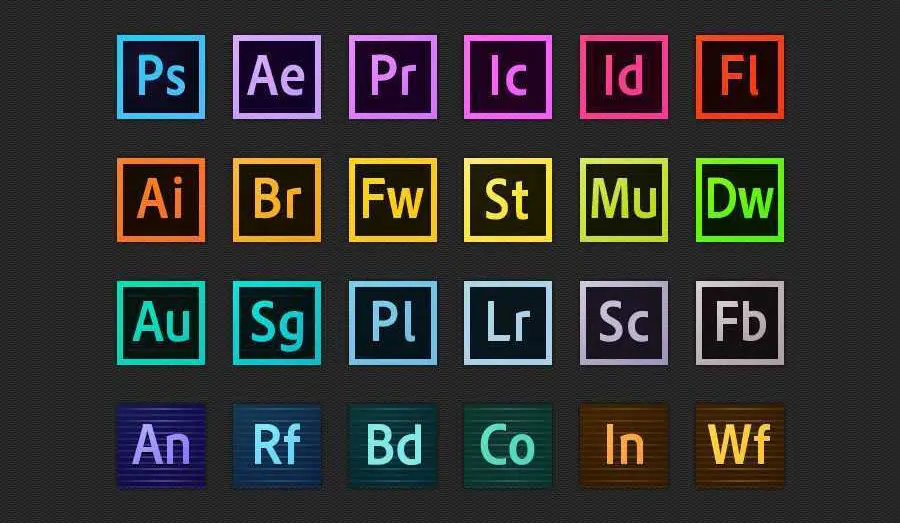 Ps Ae Pr Ic Id Fl
Ai Br Fw St Mu Dw
Au Sg Pl Lr Sc Fb
An Rf Bd Co In Wf